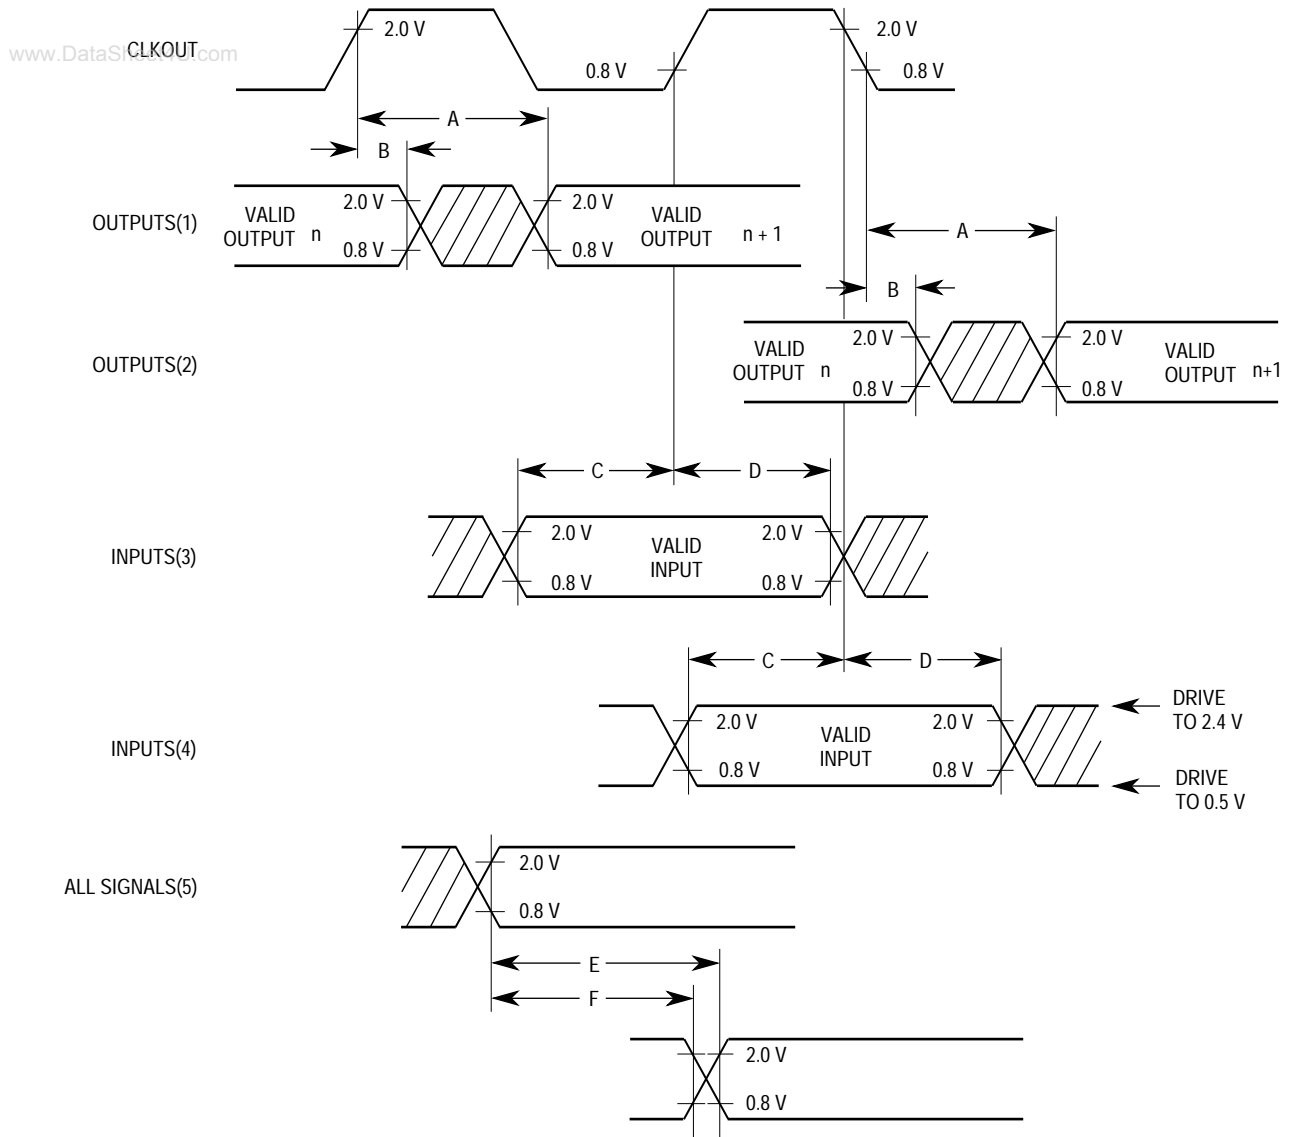 2.0 V
2.0 V
www.DataSheet4U.com
CLKOUT
0.8 V
0.8 V
A
B
OUTPUTS(1)
VALID
OUTPUT n
2.0 V
0.8 V
2.0 V
0.8 V
VALID
OUTPUT
n + 1
A
B
OUTPUTS(2)
VALID
OUTPUT n
2.0 V
0.8 V
2.0 V
0.8 V
VALID
OUTPUT
n+1
C
D
INPUTS(3)
2.0 V
0.8 V
VALID
INPUT
2.0 V
0.8 V
C
D
INPUTS(4)
2.0 V
0.8 V
VALID
INPUT
2.0 V
0.8 V
DRIVE
TO 2.4 V
DRIVE
TO 0.5 V
ALL SIGNALS(5)
2.0 V
0.8 V
E
F
2.0 V
0.8 V